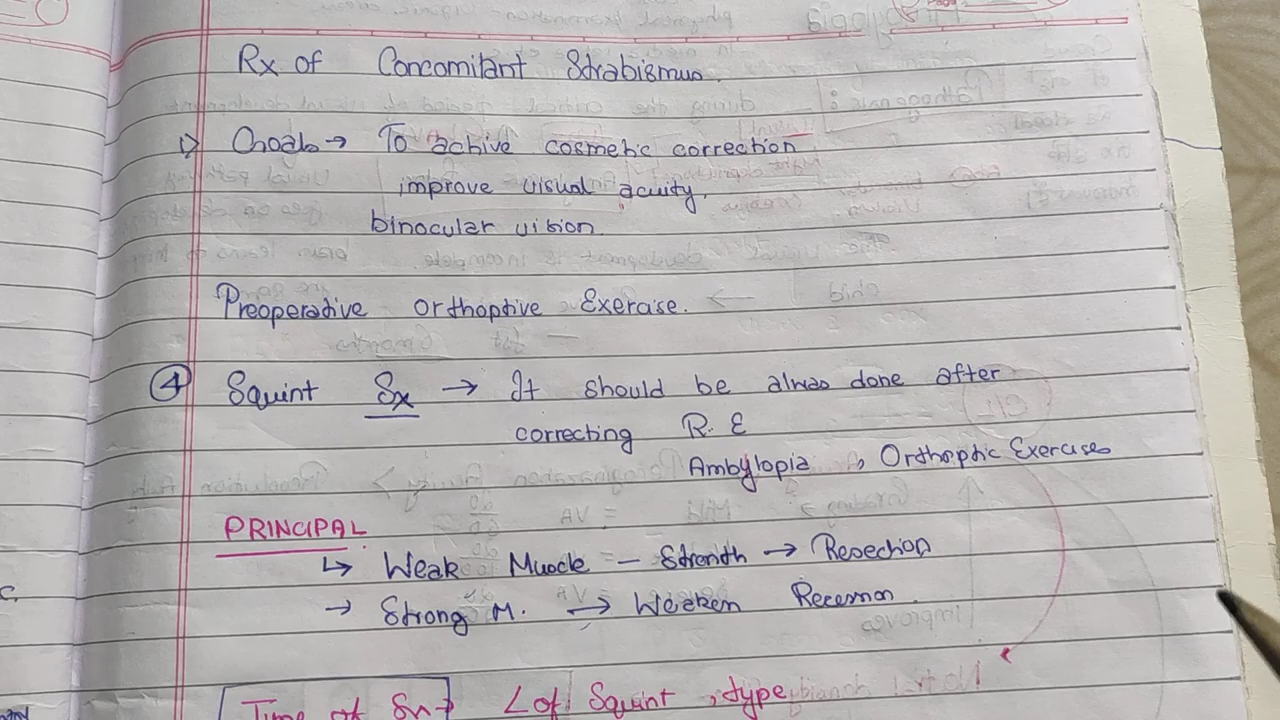 Rx of Concomitant Strabismus.
1) Goals → To achive cosmetic correction
improve visual acuity,
binocular vision.
Preoperative orthoptive Exercise.
④ Squint Sx → It should be alwas done after
correcting R.E
Ambylopia, Orthoptic Exercises
PRINCIPAL
↳ Weak Muscle – Strenth → Resection
→ Strong M. → Weaken Recession.
Time of Sx → ∠ of Squint, type